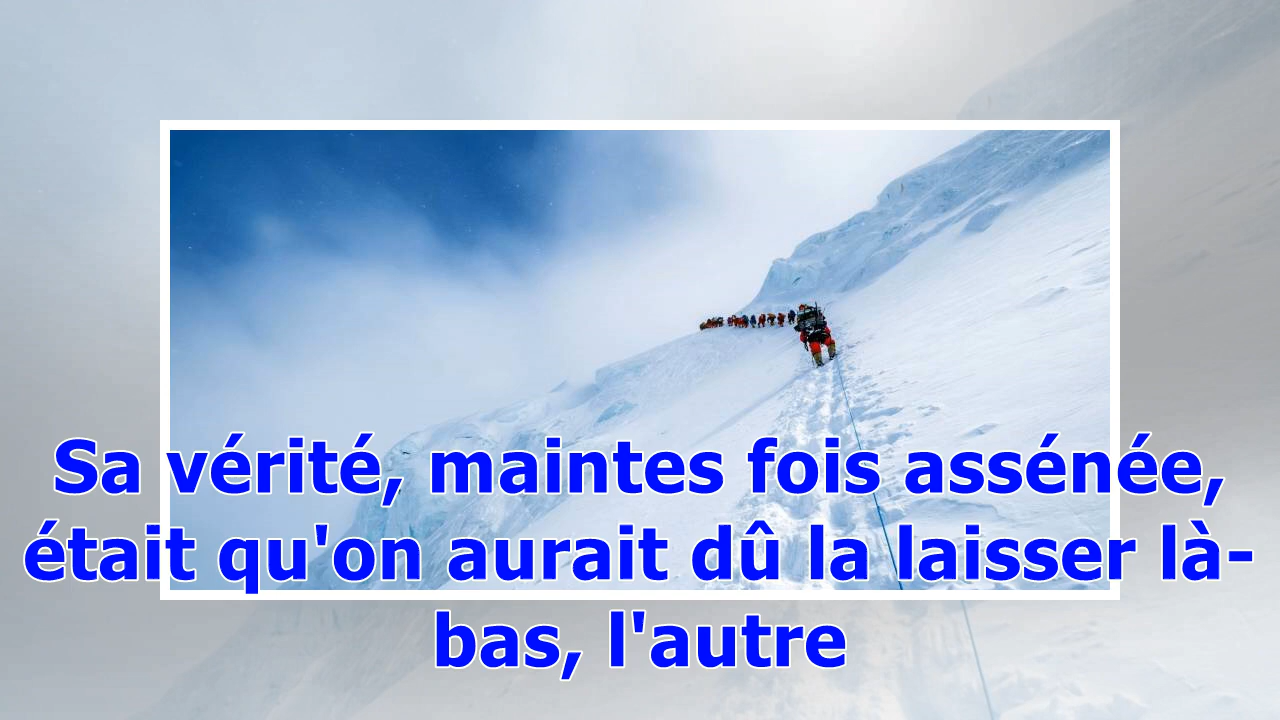 Sa vérité, maintes fois assénée,
était qu'on aurait dû la laisser là-
bas, l'autre